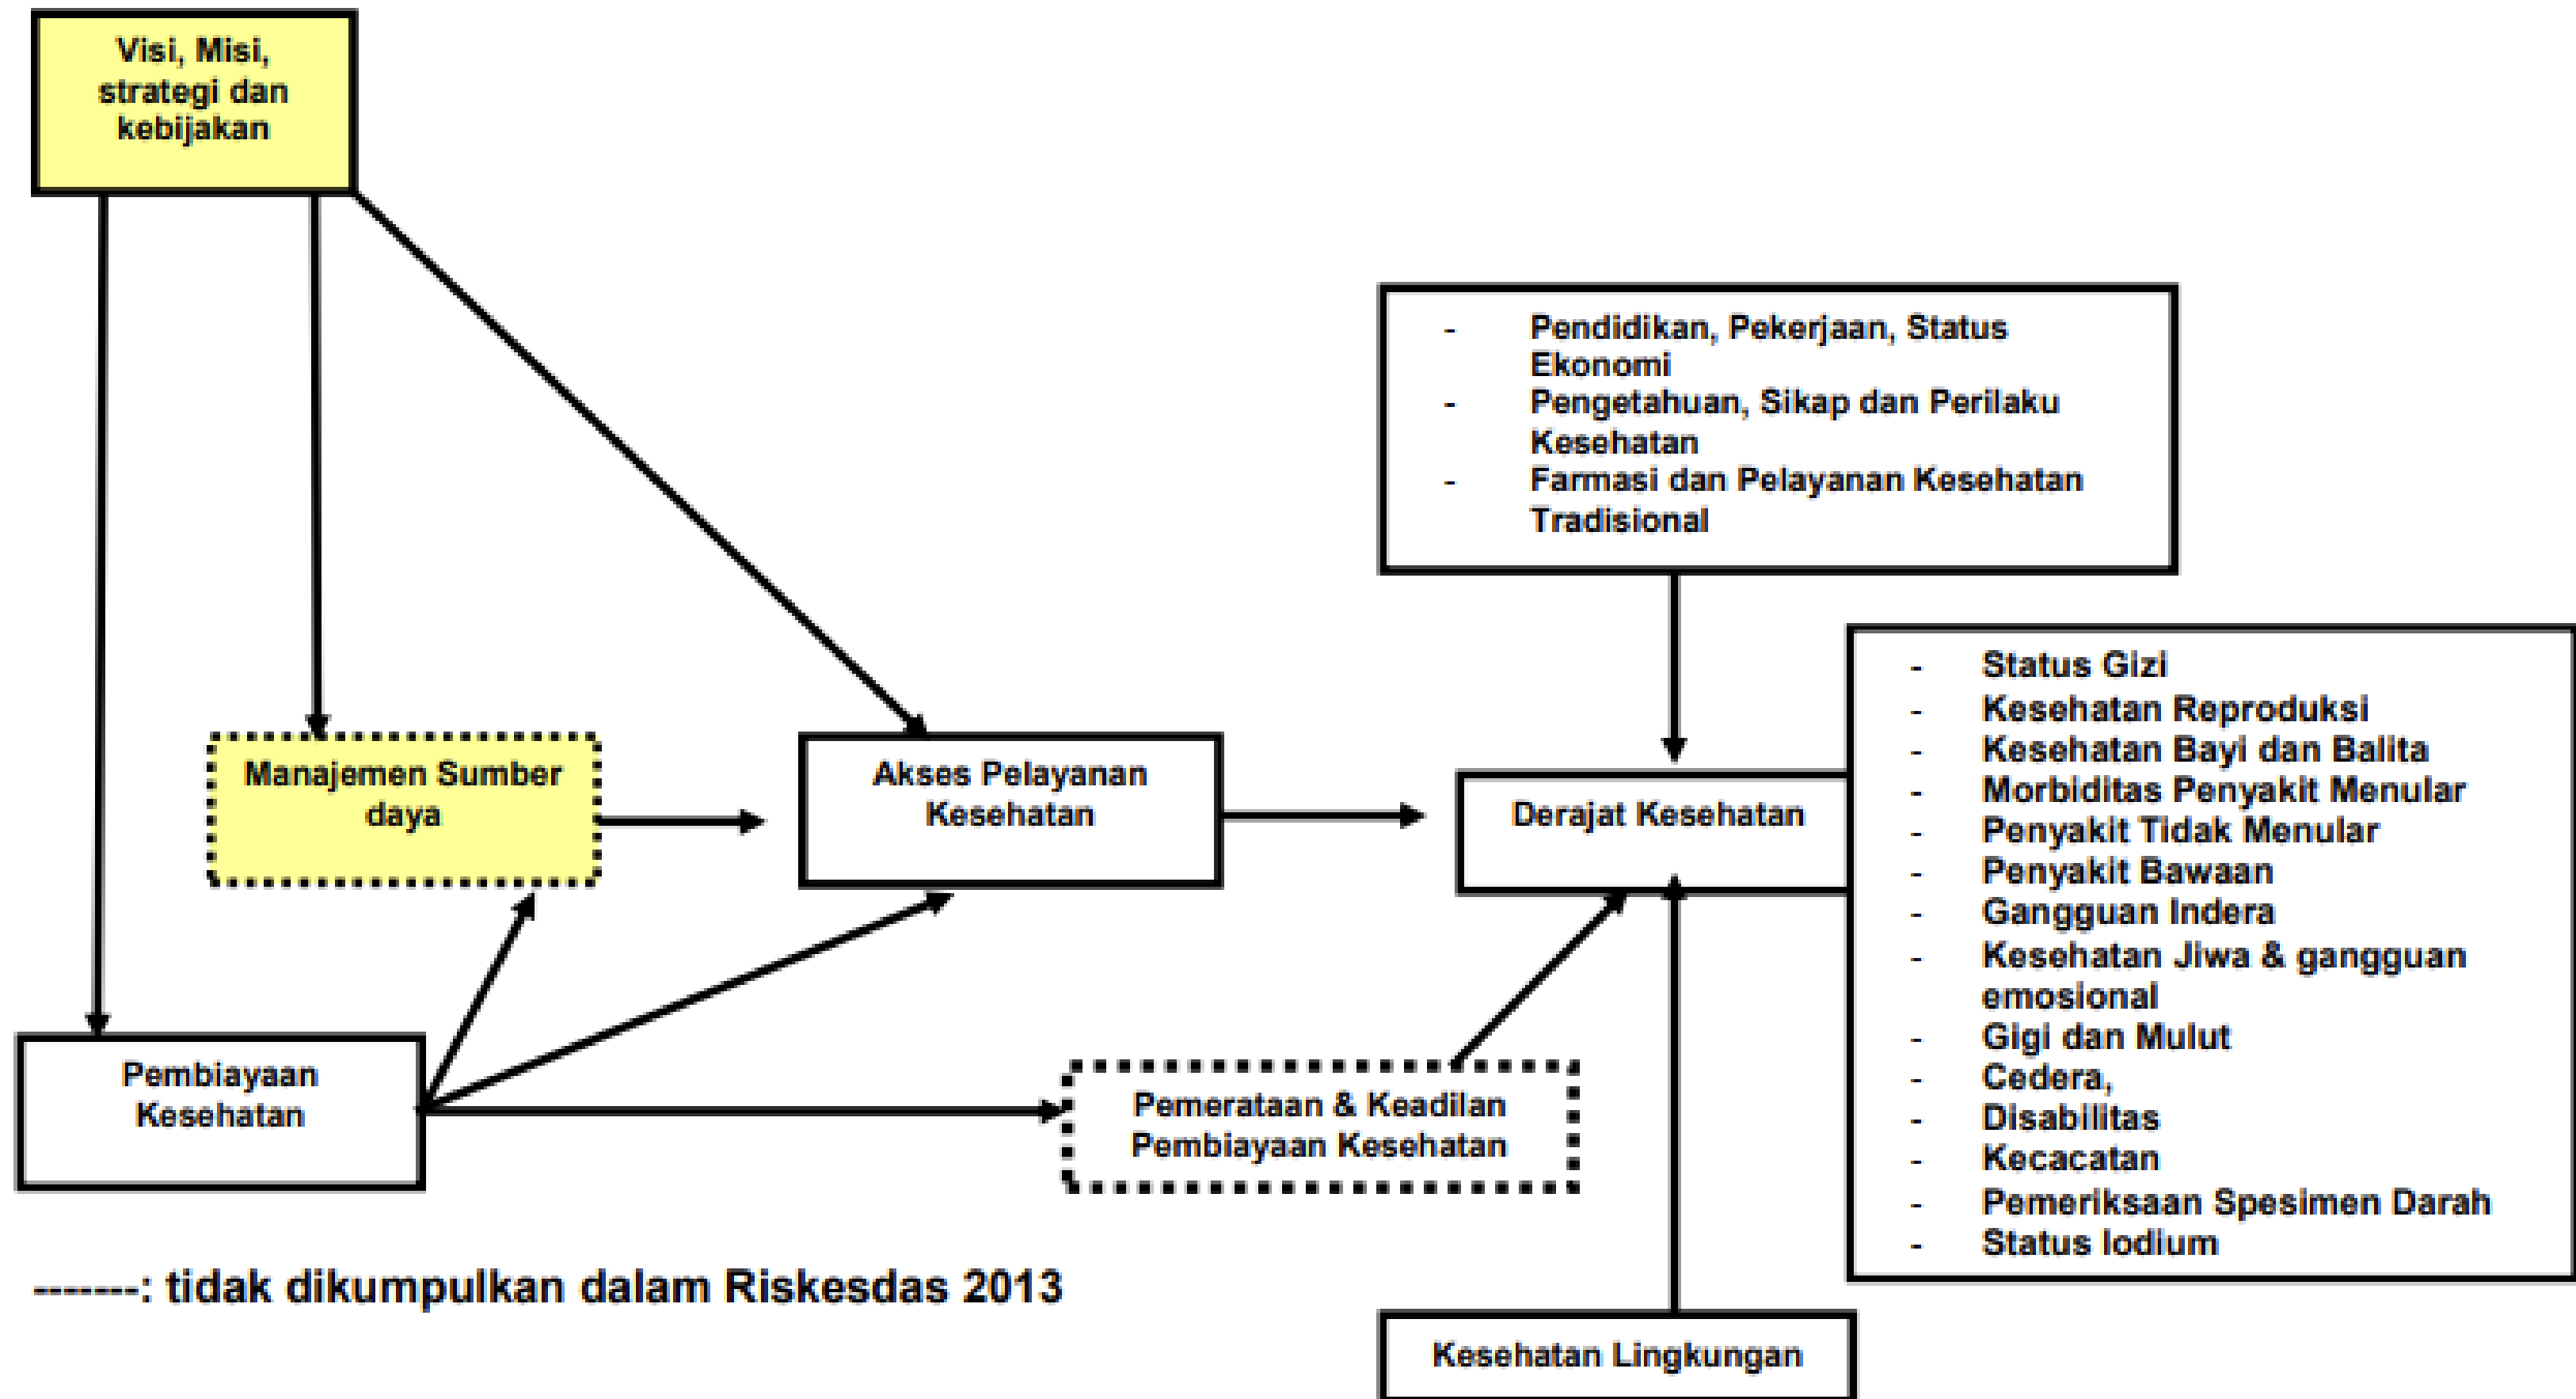 Visi, Misi,
strategi dan
kebijakan
- Pendidikan, Pekerjaan, Status
Ekonomi
- Pengetahuan, Sikap dan Perilaku
Kesehatan
- Farmasi dan Pelayanan Kesehatan
Tradisional
Manajemen Sumber
daya
Akses Pelayanan
Kesehatan
Derajat Kesehatan
- Status Gizi
- Kesehatan Reproduksi
- Kesehatan Bayi dan Balita
- Morbiditas Penyakit Menular
- Penyakit Tidak Menular
- Penyakit Bawaan
- Gangguan Indera
- Kesehatan Jiwa & gangguan
emosional
- Gigi dan Mulut
- Cedera,
- Disabilitas
- Kecacatan
- Pemeriksaan Spesimen Darah
- Status Iodium
Pembiayaan
Kesehatan
Pemerataan & Keadilan
Pembiayaan Kesehatan
-------: tidak dikumpulkan dalam Riskesdas 2013
Kesehatan Lingkungan